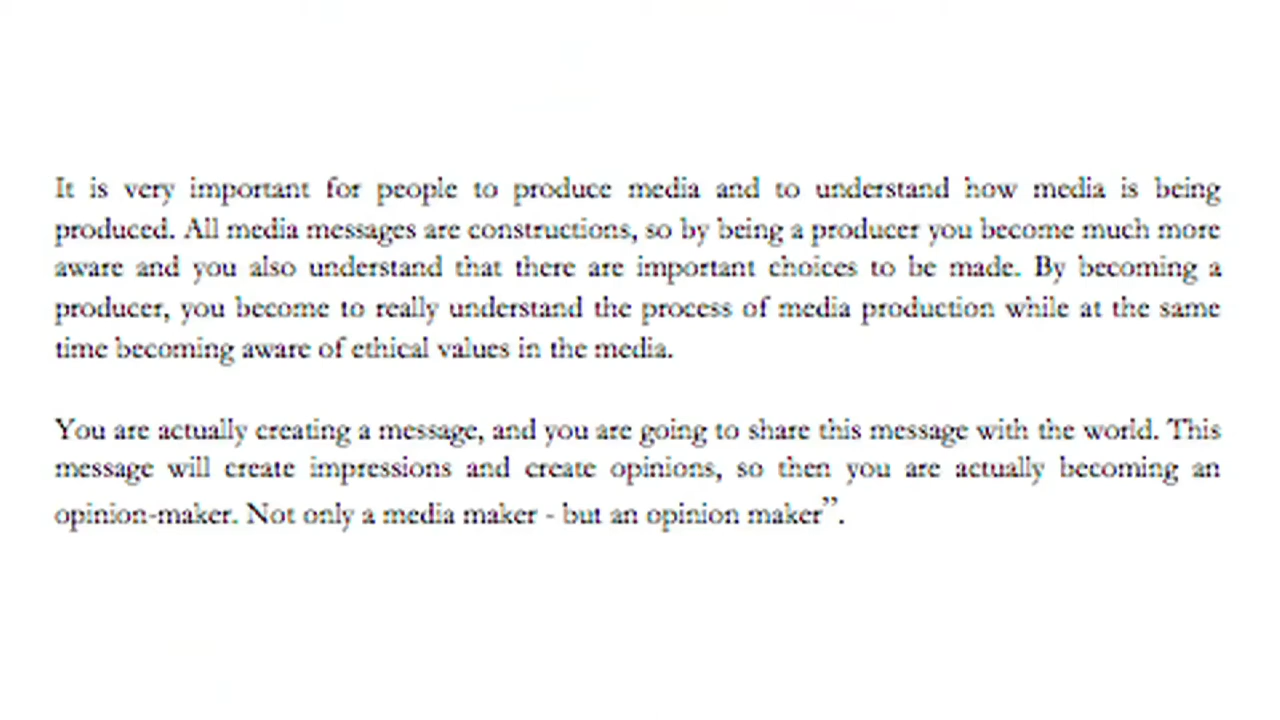 It is very important for people to produce media and to understand how media is being
produced. All media messages are constructions, so by being a producer you become much more
aware and you also understand that there are important choices to be made. By becoming a
producer, you become to really understand the process of media production while at the same
time becoming aware of ethical values in the media.
You are actually creating a message, and you are going to share this message with the world. This
message will create impressions and create opinions, so then you are actually becoming an
opinion-maker. Not only a media maker - but an opinion maker”.